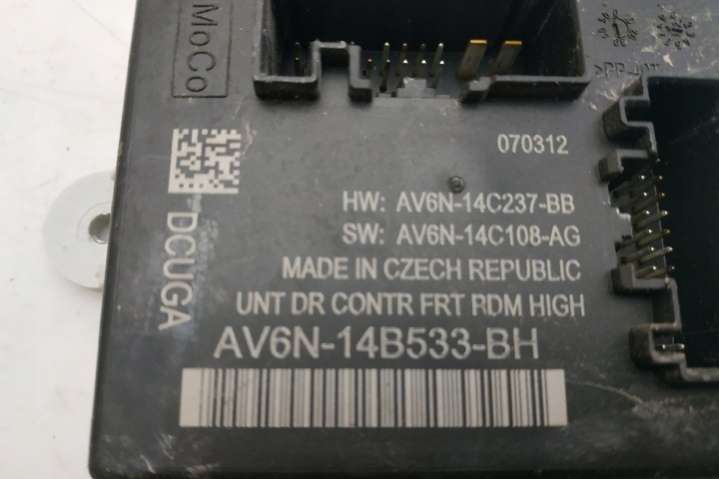 MoCo
070312
DCUGA
HW: AV6N-14C237-BB
SW: AV6N-14C108-AG
MADE IN CZECH REPUBLIC
UNT DR CONTR FRT RDM HIGH
AV6N-14B533-BH